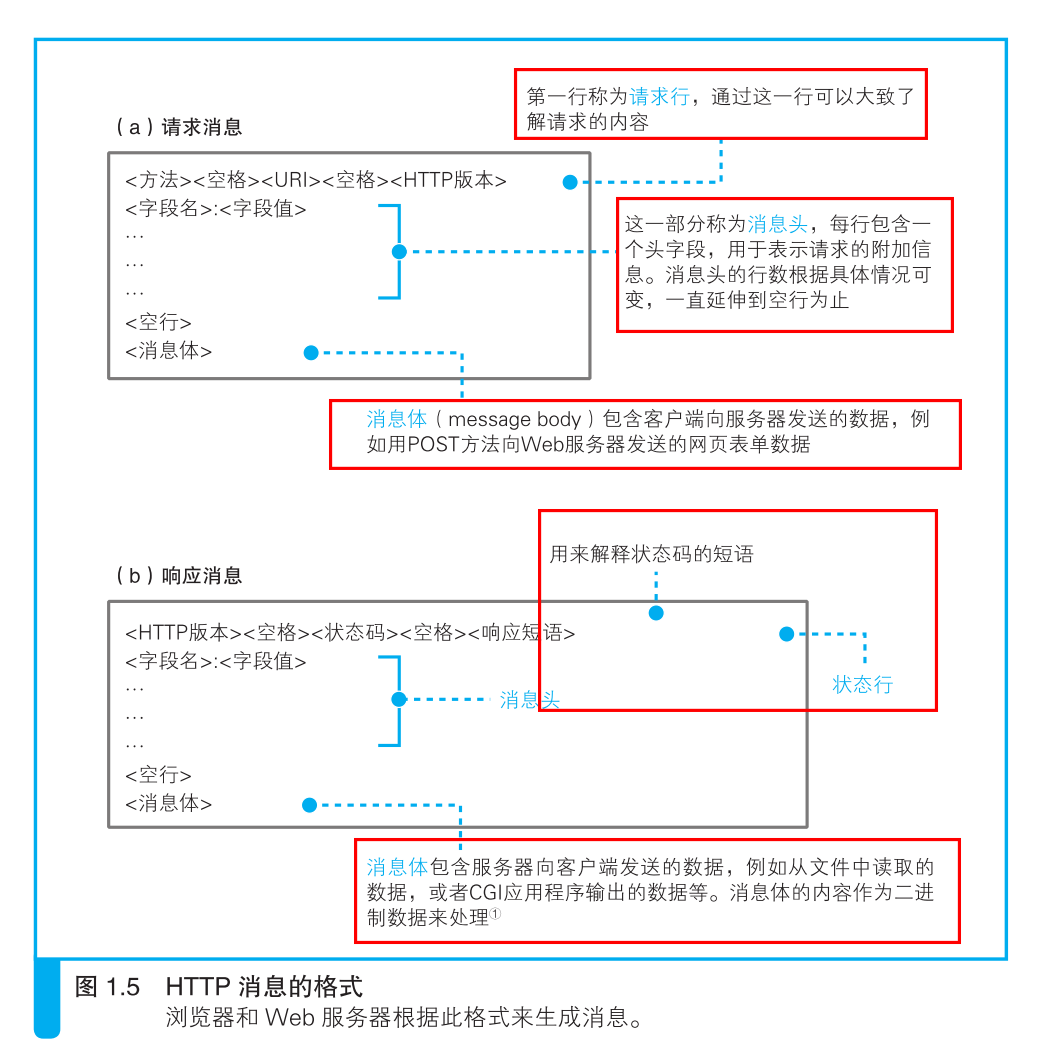 第一行称为请求行，通过这一行可以大致了
解请求的内容
（a）请求消息
<方法><空格><URI><空格><HTTP版本>
<字段名>:<字段值>
…
…
…
<空行>
<消息体>
这一部分称为消息头，每行包含一
个头字段，用于表示请求的附加信
息。消息头的行数根据具体情况可
变，一直延伸到空行为止
消息体（message body）包含客户端向服务器发送的数据，例
如用POST方法向Web服务器发送的网页表单数据
用来解释状态码的短语
（b）响应消息
<HTTP版本><空格><状态码><空格><响应短语>
<字段名>:<字段值>
…
…
…
<空行>
<消息体>
状态行
消息头
消息体包含服务器向客户端发送的数据，例如从文件中读取的
数据，或者CGI应用程序输出的数据等。消息体的内容作为二进
制数据来处理①
图 1.5 HTTP 消息的格式
浏览器和 Web 服务器根据此格式来生成消息。